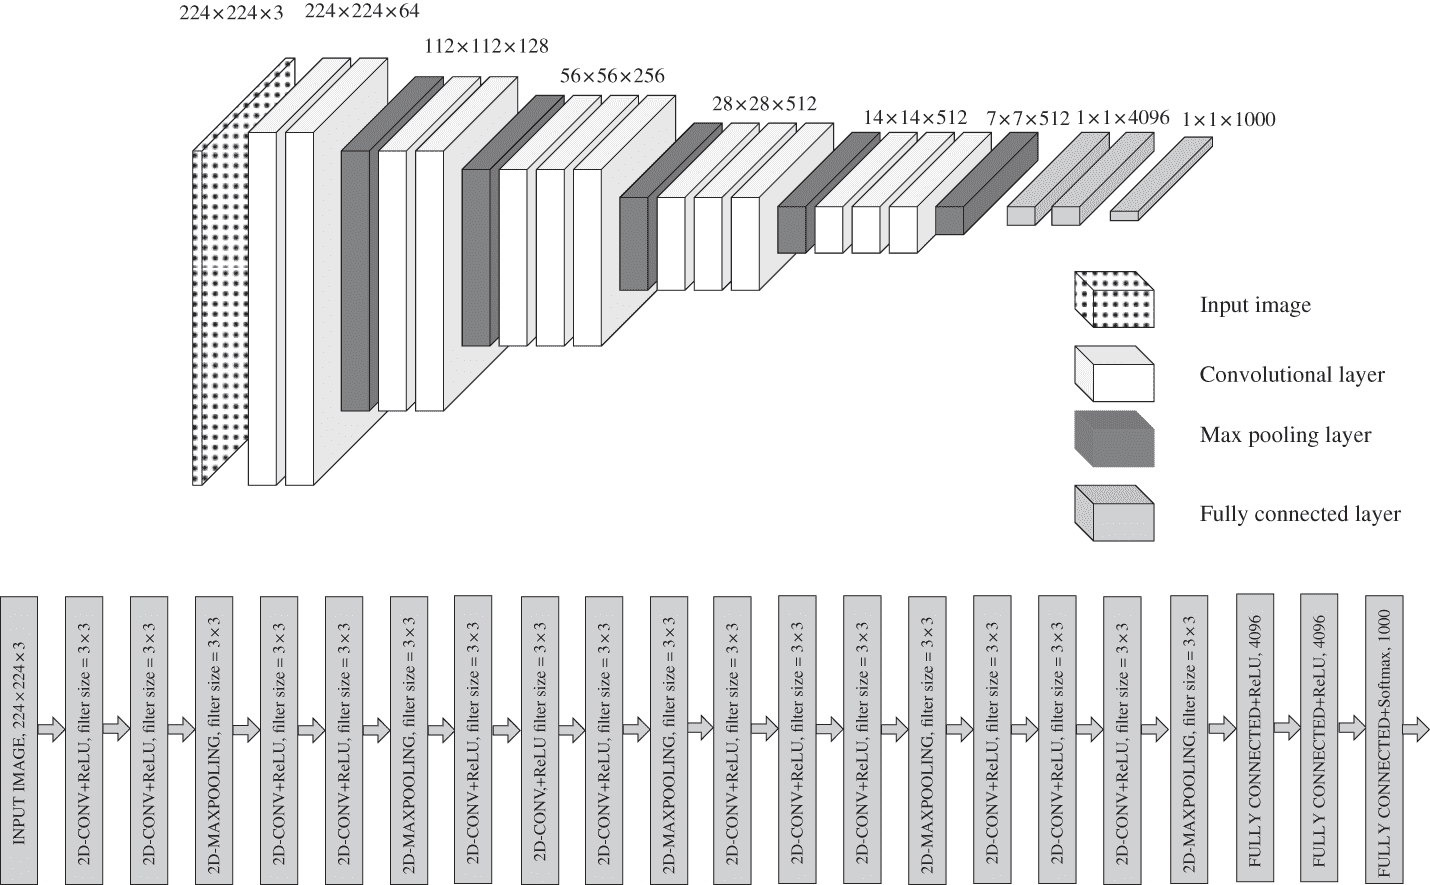 224×224×3
224×224×64
112×112×128
56×56×256
28×28×512
14×14×512
7×7×512
1×1×4096
1×1×1000
Input image
Convolutional layer
Max pooling layer
Fully connected layer
INPUT IMAGE, 224×224×3
2D-CONV+ReLU, filter size = 3×3
2D-CONV+ReLU, filter size = 3×3
2D-MAXPOOLING, filter size = 3×3
2D-CONV+ReLU, filter size = 3×3
2D-CONV+ReLU, filter size = 3×3
2D-MAXPOOLING, filter size = 3×3
2D-CONV+ReLU, filter size = 3×3
2D-CONV,+ReLU filter size = 3×3
2D-CONV+ReLU, filter size = 3×3
2D-MAXPOOLING, filter size = 3×3
2D-CONV+ReLU, filter size = 3×3
2D-CONV+ReLU, filter size = 3×3
2D-CONV+ReLU, filter size = 3×3
2D-MAXPOOLING, filter size = 3×3
2D-CONV+ReLU, filter size = 3×3
2D-CONV+ReLU, filter size = 3×3
2D-CONV+ReLU, filter size = 3×3
2D-MAXPOOLING, filter size = 3×3
FULLY CONNECTED+ReLU, 4096
FULLY CONNECTED+ReLU, 4096
FULLY CONNECTED+Softmax, 1000